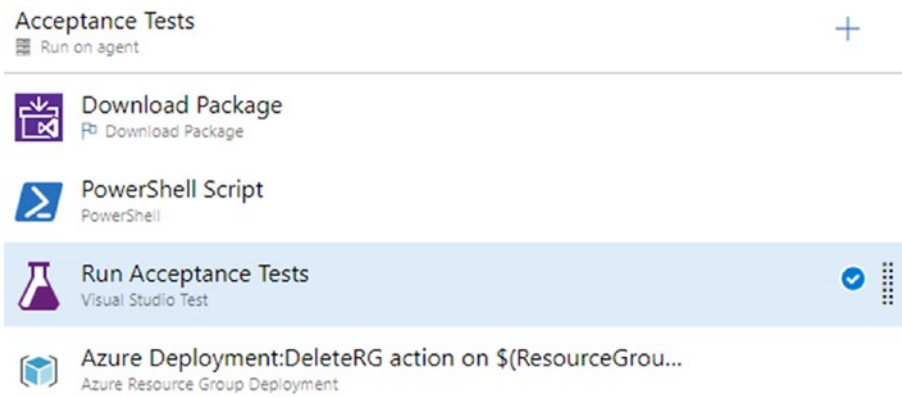 Acceptance Tests
Run on agent
Download Package
Download Package
PowerShell Script
PowerShell
Run Acceptance Tests
Visual Studio Test
Azure Deployment:DeleteRG action on $(ResourceGrou...
Azure Resource Group Deployment